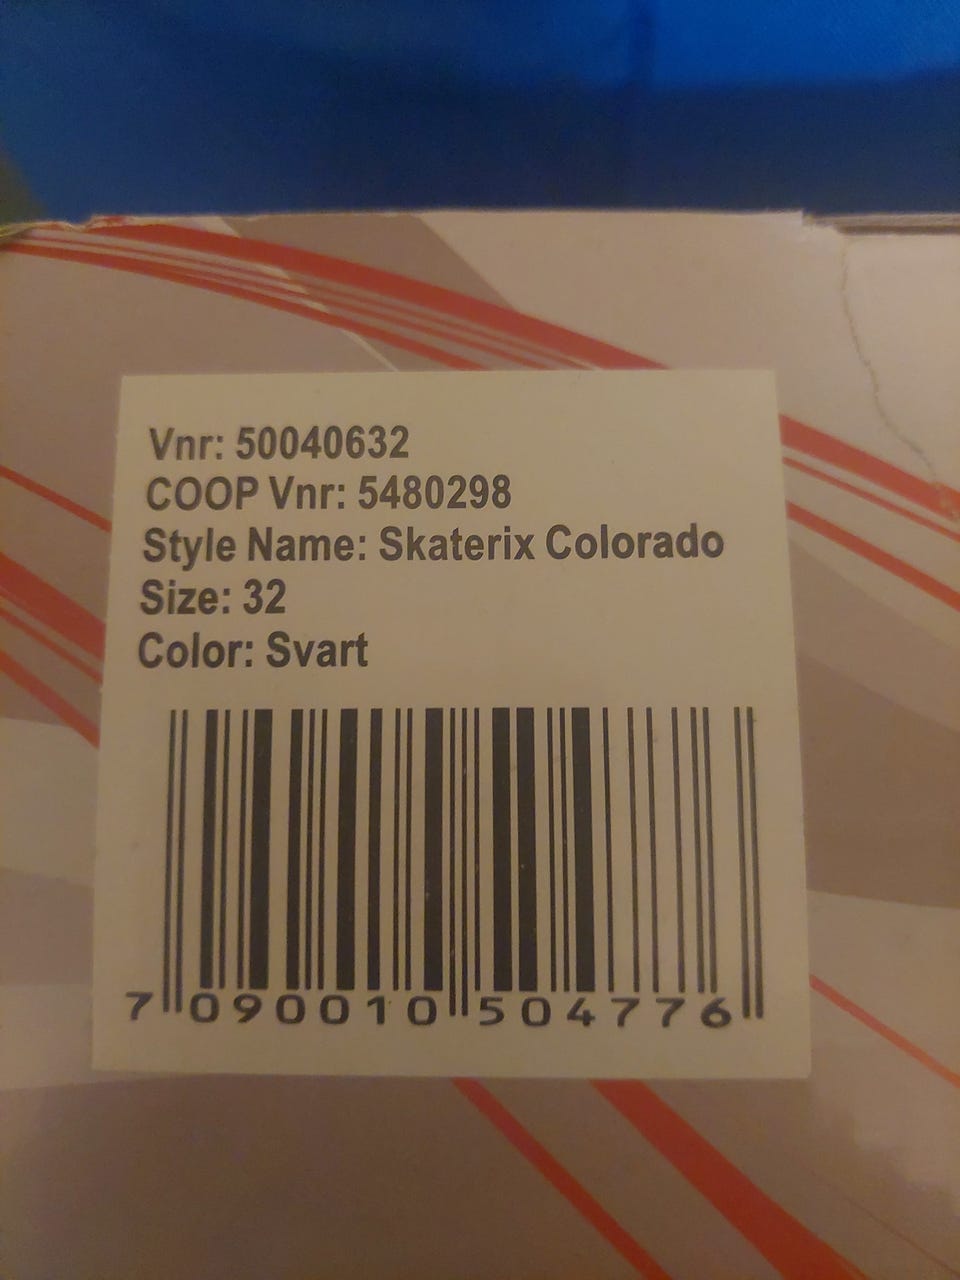 Vnr: 50040632
COOP Vnr: 5480298
Style Name: Skaterix Colorado
Size: 32
Color: Svart
7 090010 504776